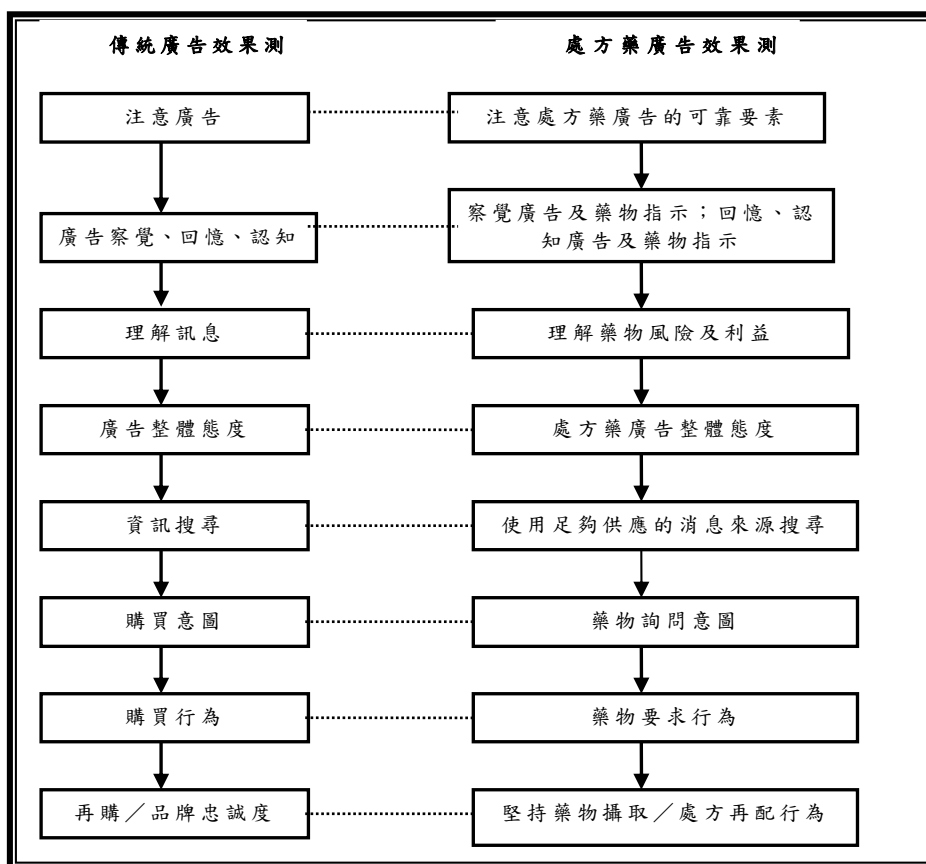 傳統廣告效果測
處方藥廣告效果測
注意廣告
注意處方藥廣告的可靠要素
廣告察覺、回憶、認知
察覺廣告及藥物指示；回憶、認
知廣告及藥物指示
理解訊息
理解藥物風險及利益
廣告整體態度
處方藥廣告整體態度
資訊搜尋
使用足夠供應的消息來源搜尋
購買意圖
藥物詢問意圖
購買行為
藥物要求行為
再購／品牌忠誠度
堅持藥物攝取／處方再配行為